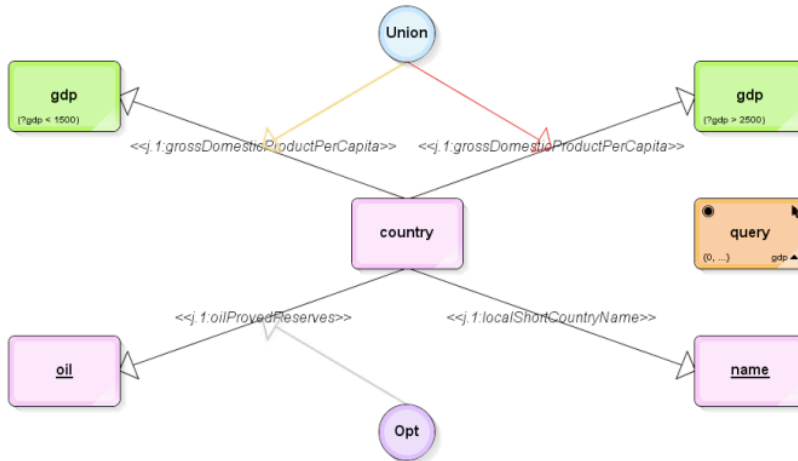 Union
gdp
(?gdp < 1500)
gdp
(?gdp > 2500)
<<j.1:grossDomesticProductPerCapita>>
<<j.1:grossDomesticProductPerCapita>>
country
query
{0, ...}
gdp
<<j.1:oilProvedReserves>>
<<j.1:localShortCountryName>>
oil
name
Opt